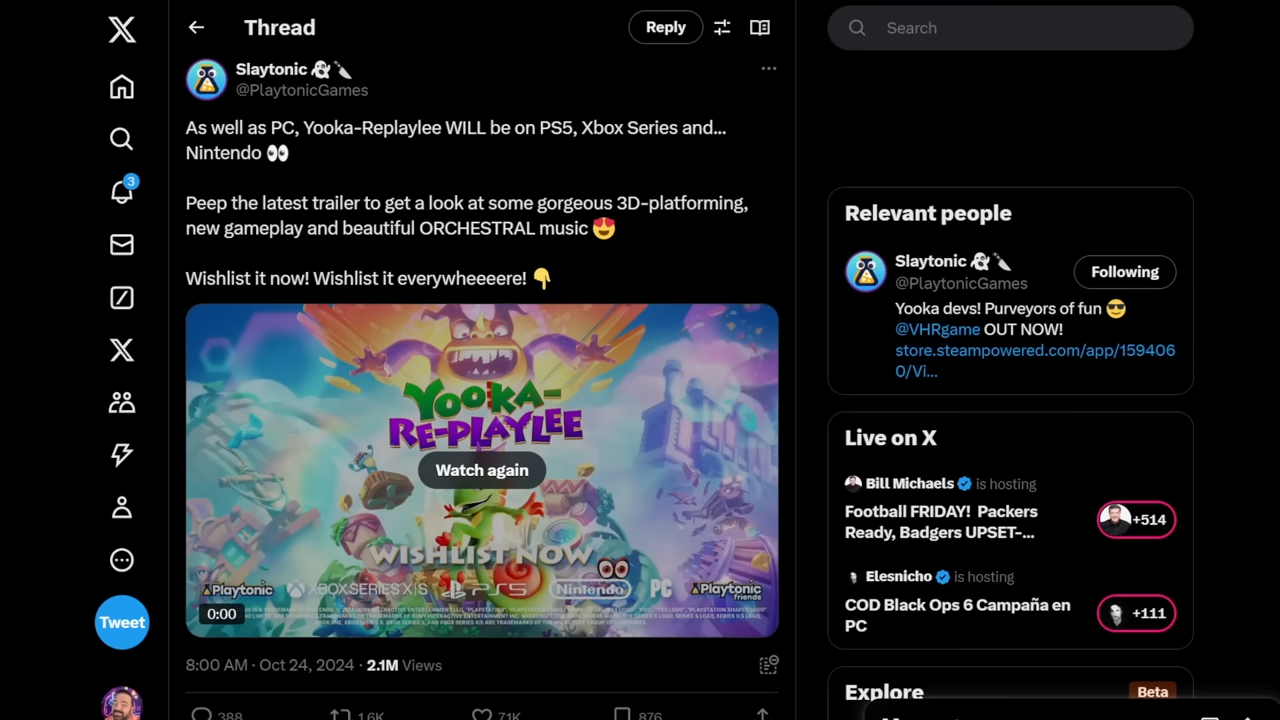 Thread
Reply
Search
3
Slaytonic 👻🔪
@PlaytonicGames
As well as PC, Yooka-Replaylee WILL be on PS5, Xbox Series and...
Nintendo 👀
Peep the latest trailer to get a look at some gorgeous 3D-platforming,
new gameplay and beautiful ORCHESTRAL music 😍
Wishlist it now! Wishlist it everywheeeere! 👇
YOOKA-
RE-PLAYLEE
Watch again
WISHLIST NOW
Playtonic
XBOX SERIES X|S
PS5
Nintendo
PC
Playtonic
friends
0:00
8:00 AM · Oct 24, 2024 · 2.1M Views
388
1.6K
876
Tweet
Relevant people
Slaytonic 👻🔪
@PlaytonicGames
Following
Yooka devs! Purveyors of fun 😎
@VHRgame OUT NOW!
store.steampowered.com/app/159406
0/Vi...
Live on X
Bill Michaels is hosting
Football FRIDAY! Packers
Ready, Badgers UPSET-...
+514
Elesnicho is hosting
COD Black Ops 6 Campaña en
PC
+111
Explore
Beta